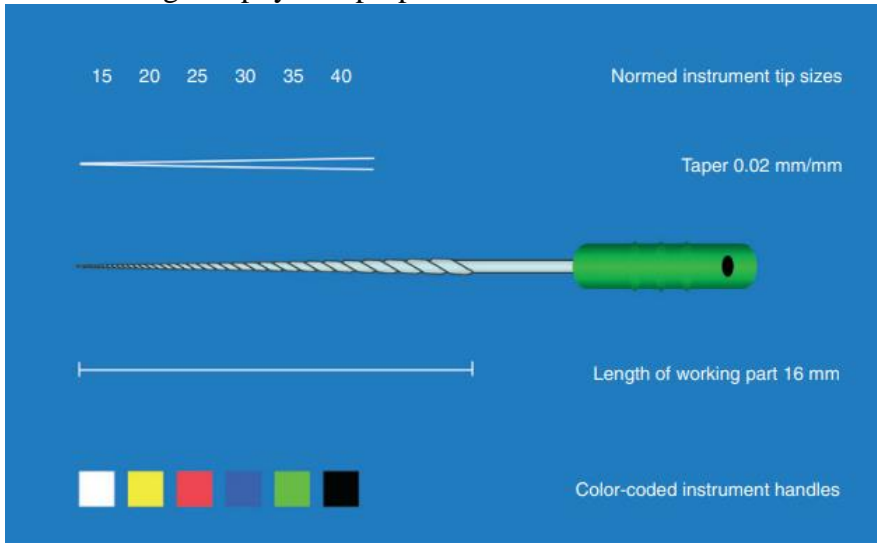 15 20 25 30 35 40 Normed instrument tip sizes
Taper 0.02 mm/mm
Length of working part 16 mm
Color-coded instrument handles